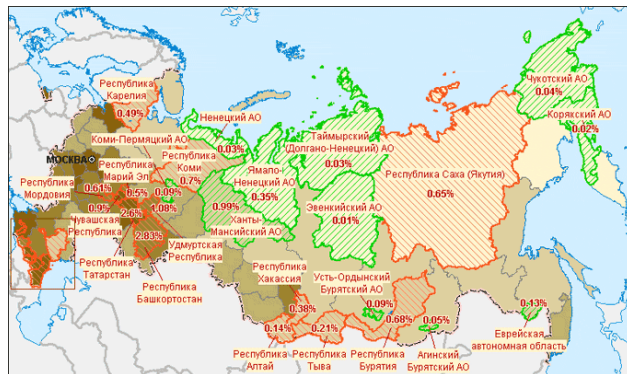 Чукотский АО
0.04%
Республика
Карелия
0.49%
Корякский АО
0.02%
Ненецкий АО
0.03%
Таймырский
(Долгано-Ненецкий) АО
0.03%
Коми-Пермяцкий АО
МОСКВА
Республика
Марий Эл
Республика
Коми
0.7%
Ямало-
Ненецкий АО
0.35%
Республика Саха (Якутия)
0.65%
Республика
Мордовия
0.61%
0.5%
0.09%
0.99%
Эвенкийский АО
0.01%
0.9%
2.6%
1.08%
Ханты-
Мансийский АО
Чувашская
Республика
2.83%
Удмуртская
Республика
Республика
Татарстан
Республика
Башкортостан
Республика
Хакассия
0.38%
Усть-Ордынский
Бурятский АО
0.09%
0.68%
0.05%
0.13%
0.14%
0.21%
Еврейская
автономная область
Республика
Алтай
Республика
Тыва
Республика
Бурятия
Агинский
Бурятский АО